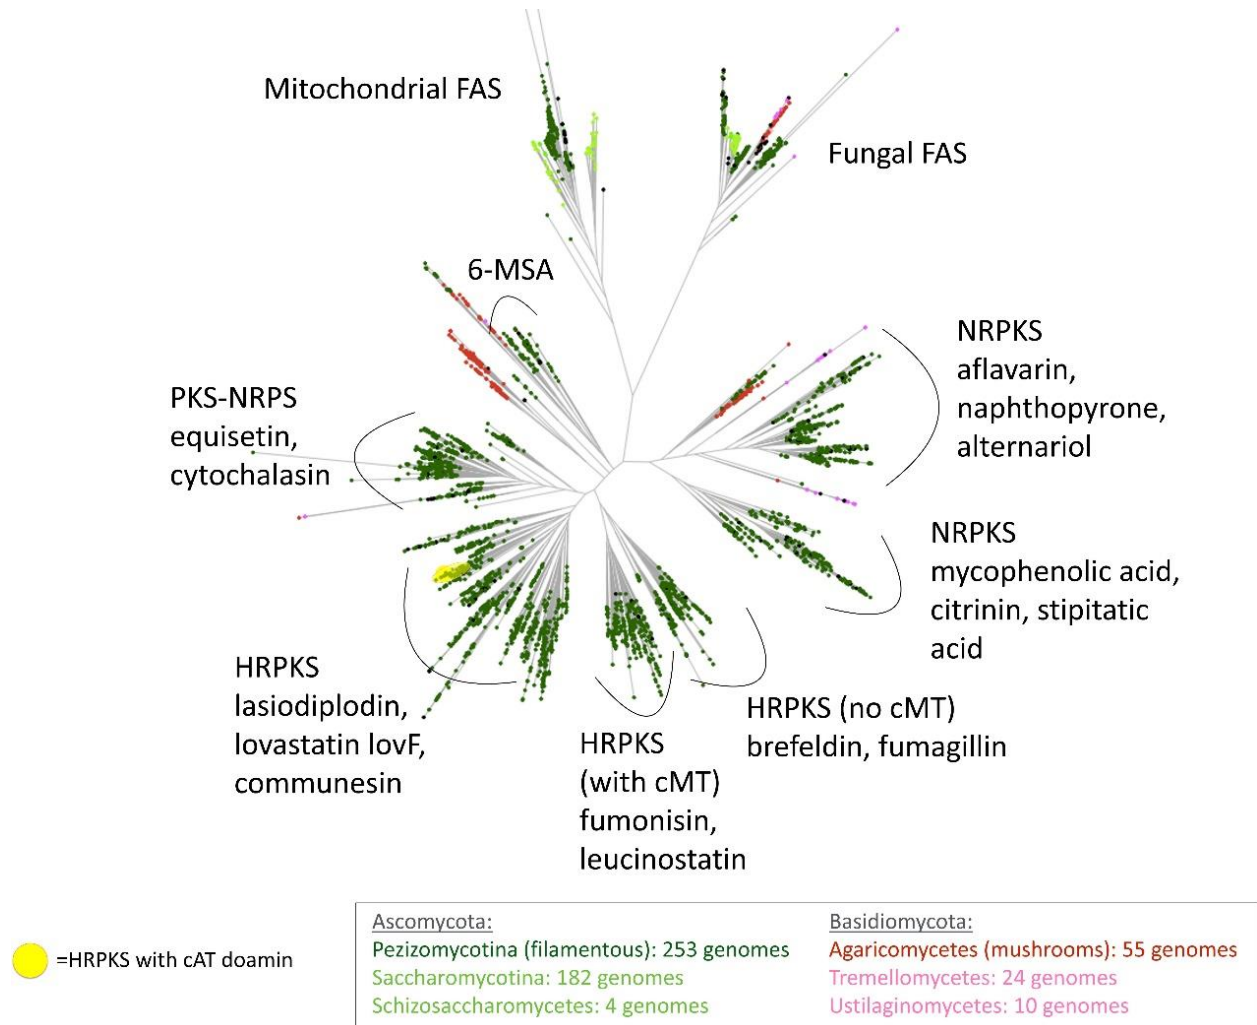 Mitochondrial FAS
Fungal FAS
6-MSA
NRPKS
aflavarin,
naphthopyrone,
alternariol
PKS-NRPS
equisetin,
cytochalasin
NRPKS
mycophenolic acid,
citrinin, stipitatic
acid
HRPKS
lasiodiplodin,
lovastatin lovF,
communesin
HRPKS (no cMT)
brefeldin, fumagillin
HRPKS
(with cMT)
fumonisin,
leucinostatin
=HRPKS with cAT doamin
Ascomycota:
Pezizomycotina (filamentous): 253 genomes
Saccharomycotina: 182 genomes
Schizosaccharomycetes: 4 genomes
Basidiomycota:
Agaricomycetes (mushrooms): 55 genomes
Tremellomycetes: 24 genomes
Ustilaginomycetes: 10 genomes